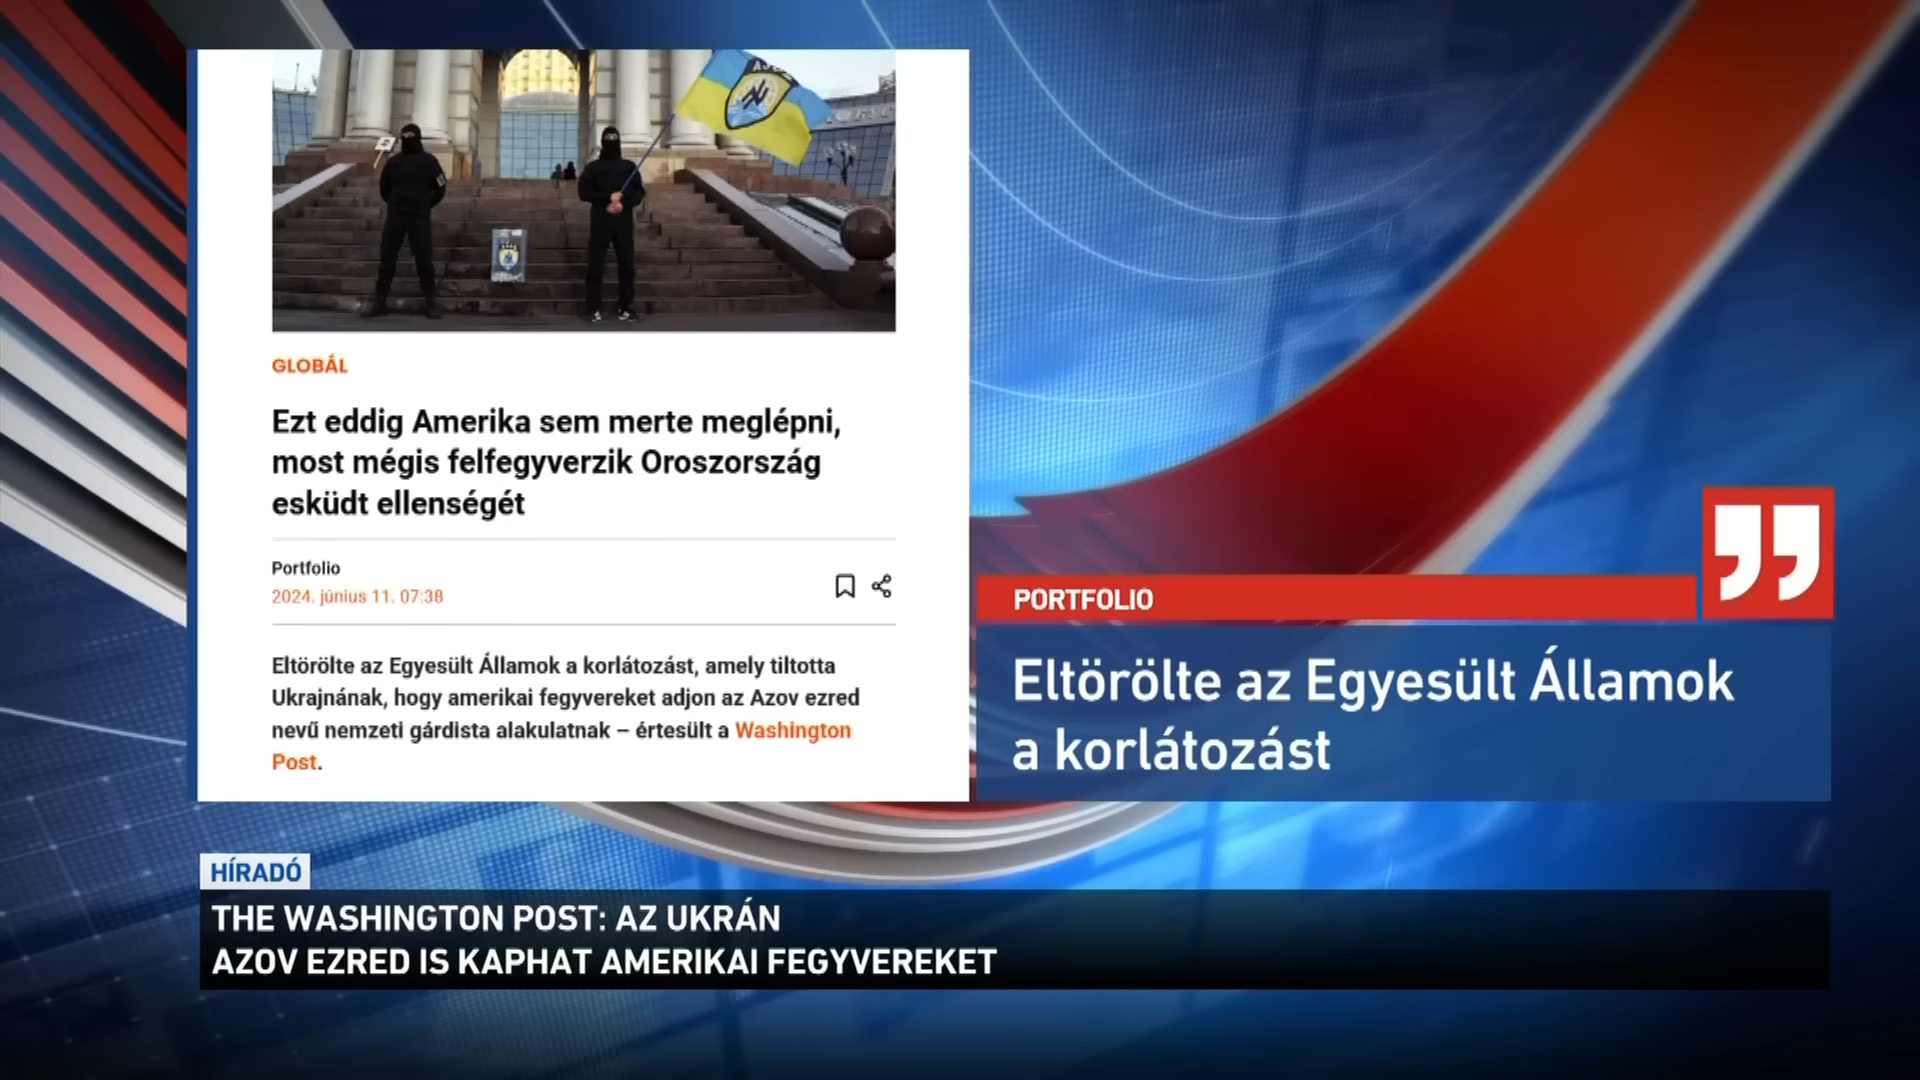 GLOBÁL
Ezt eddig Amerika sem merte meglépni,
most mégis felfegyverzik Oroszország
esküdt ellenségét
Portfolio
2024. június 11. 07:38
Eltörölte az Egyesült Államok a korlátozást, amely tiltotta
Ukrajnának, hogy amerikai fegyvereket adjon az Azov ezred
nevű nemzeti gárdista alakulatnak – értesült a Washington
Post.
PORTFOLIO
Eltörölte az Egyesült Államok
a korlátozást
HÍRADÓ
THE WASHINGTON POST: AZ UKRÁN
AZOV EZRED IS KAPHAT AMERIKAI FEGYVEREKET